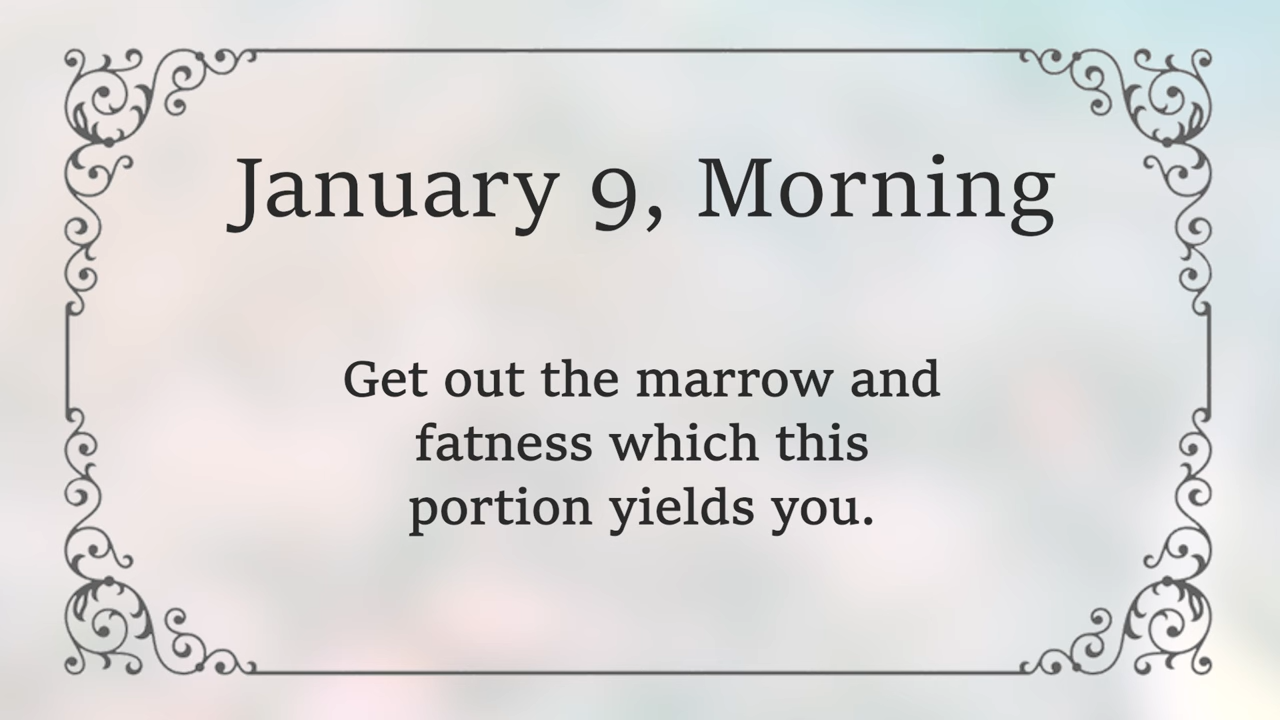 January 9, Morning
Get out the marrow and
fatness which this
portion yields you.